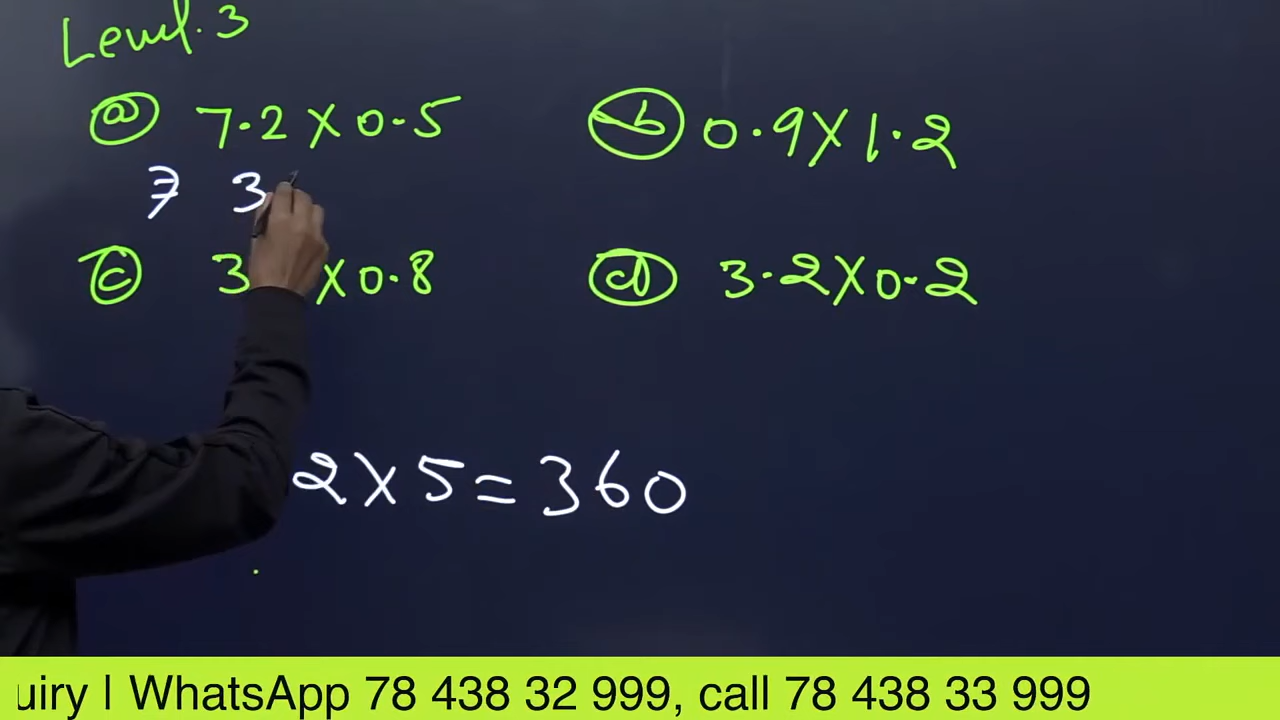 Level. 3
(a) 7.2 X 0.5
(b) 0.9 X 1.2
3
(c) 3 X 0.8
(d) 3.2 X 0.2
2 X 5 = 360
uiry | WhatsApp 78 438 32 999, call 78 438 33 999